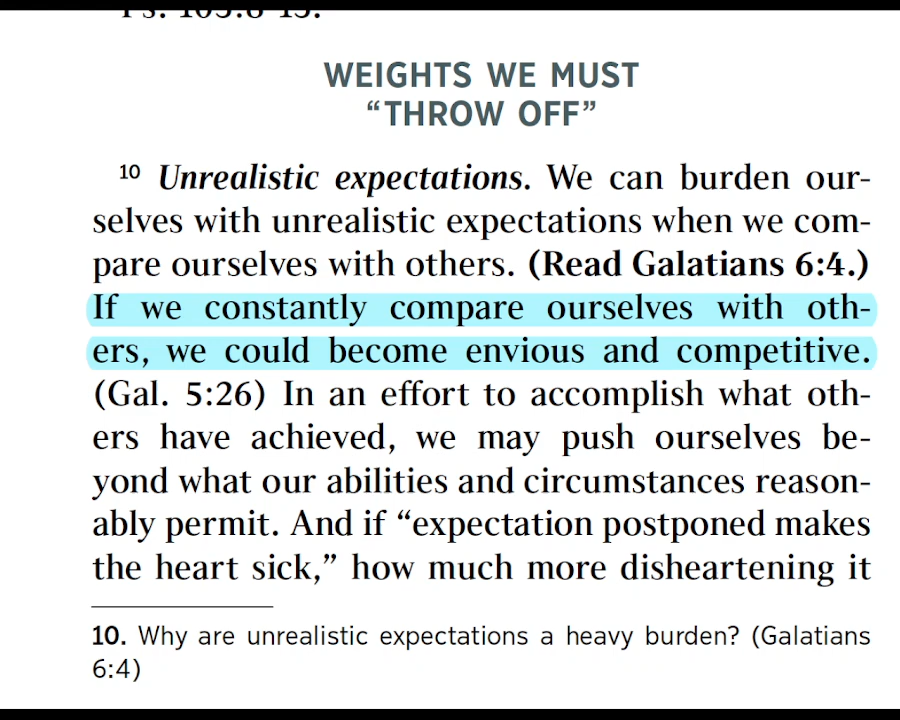 Ps. 103:8-13.
WEIGHTS WE MUST
“THROW OFF”
10 Unrealistic expectations. We can burden our-
selves with unrealistic expectations when we com-
pare ourselves with others. (Read Galatians 6:4.)
If we constantly compare ourselves with oth-
ers, we could become envious and competitive.
(Gal. 5:26) In an effort to accomplish what oth-
ers have achieved, we may push ourselves be-
yond what our abilities and circumstances reason-
ably permit. And if “expectation postponed makes
the heart sick,” how much more disheartening it
10. Why are unrealistic expectations a heavy burden? (Galatians
6:4)